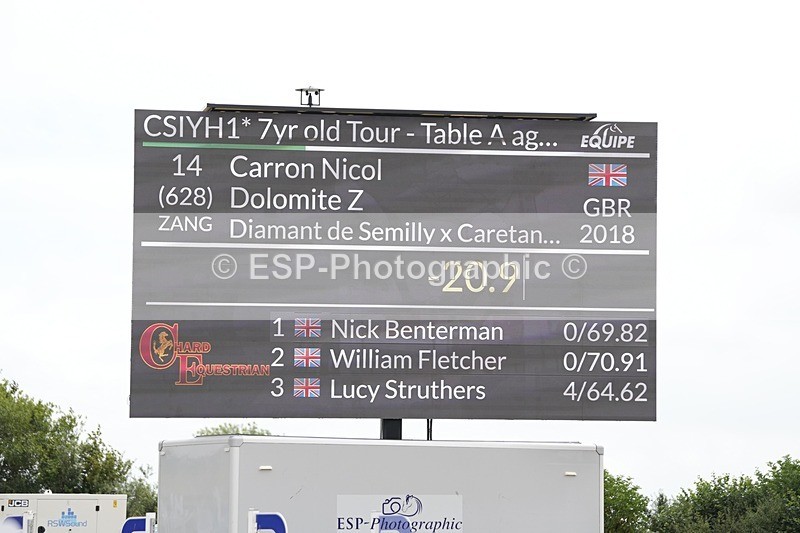 CSIYH1* 7yr old Tour - Table A ag...
EQUIPE
14 Carron Nicol
(628) Dolomite Z GBR
ZANG Diamant de Semilly x Caretan... 2018
© ESP-Photographic ©
-20.9
1 Nick Benterman 0/69.82
2 William Fletcher 0/70.91
3 Lucy Struthers 4/64.62
CHARD
EQUESTRIAN
JCB
RSWSound
ESP-Photographic